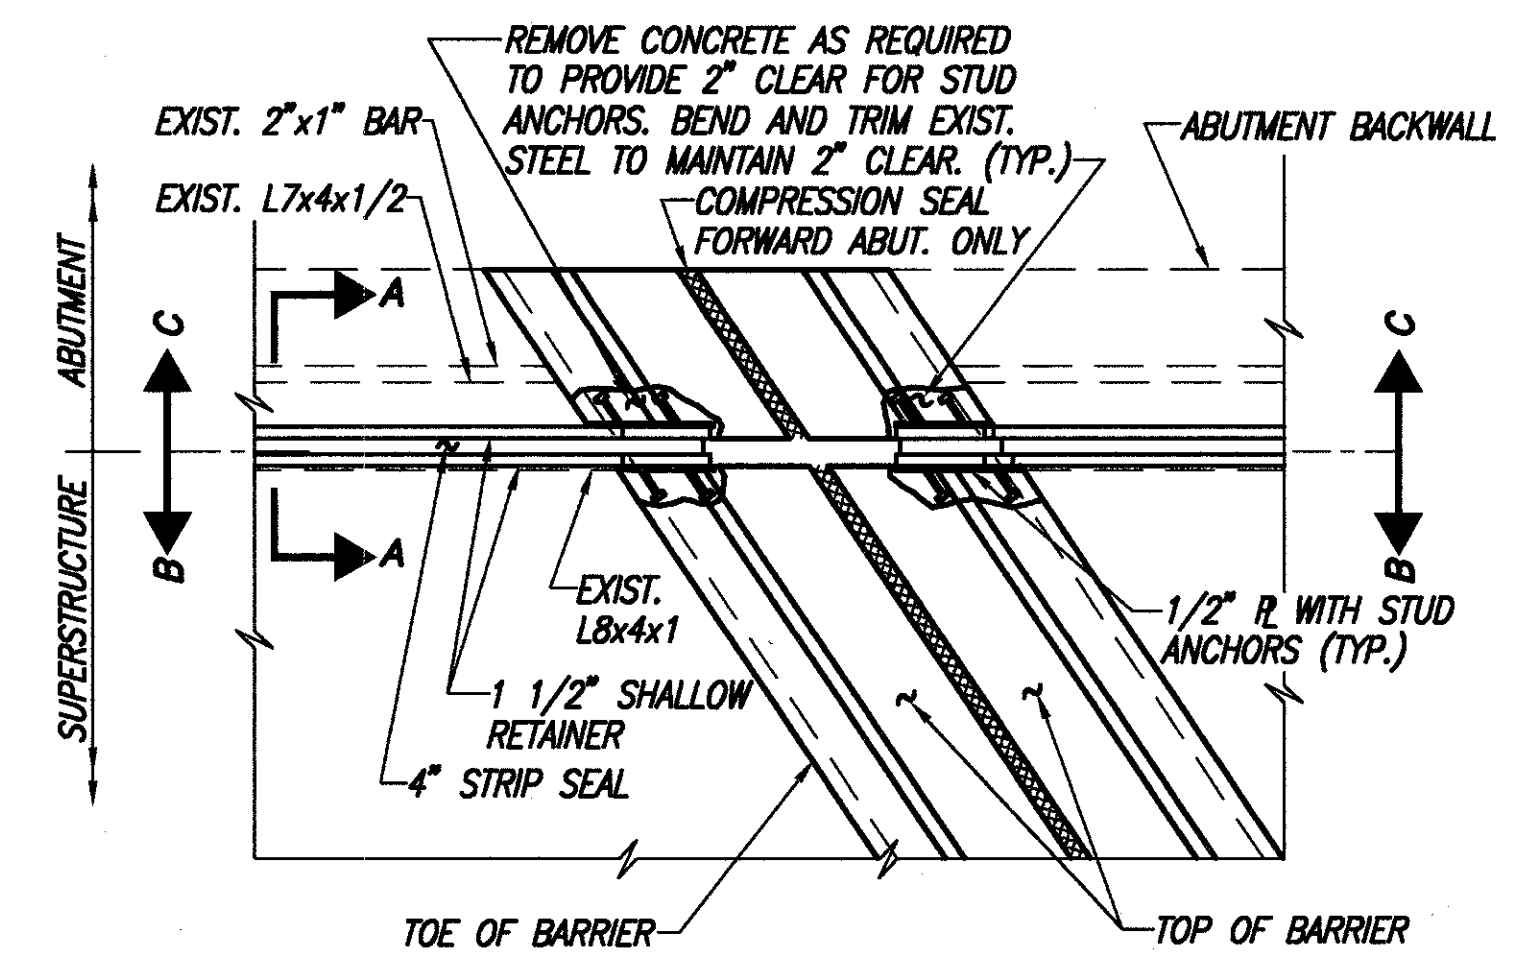 REMOVE CONCRETE AS REQUIRED
TO PROVIDE 2" CLEAR FOR STUD
ANCHORS. BEND AND TRIM EXIST.
STEEL TO MAINTAIN 2" CLEAR. (TYP.)
EXIST. 2"x1" BAR
ABUTMENT BACKWALL
EXIST. L7x4x1/2
COMPRESSION SEAL
FORWARD ABUT. ONLY
ABUTMENT
SUPERSTRUCTURE
A
C
C
B
B
A
EXIST.
L8x4x1
1/2" PL WITH STUD
ANCHORS (TYP.)
1 1/2" SHALLOW
RETAINER
4" STRIP SEAL
TOE OF BARRIER
TOP OF BARRIER